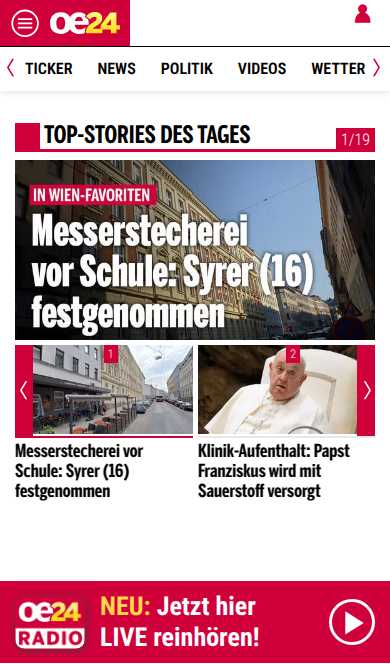 oe24
TICKER NEWS POLITIK VIDEOS WETTER
TOP-STORIES DES TAGES
1/19
IN WIEN-FAVORITEN
Messerstecherei
vor Schule: Syrer (16)
festgenommen
1
2
Messerstecherei vor
Schule: Syrer (16)
festgenommen
Klinik-Aufenthalt: Papst
Franziskus wird mit
Sauerstoff versorgt
oe24
RADIO
NEU: Jetzt hier
LIVE reinhören!